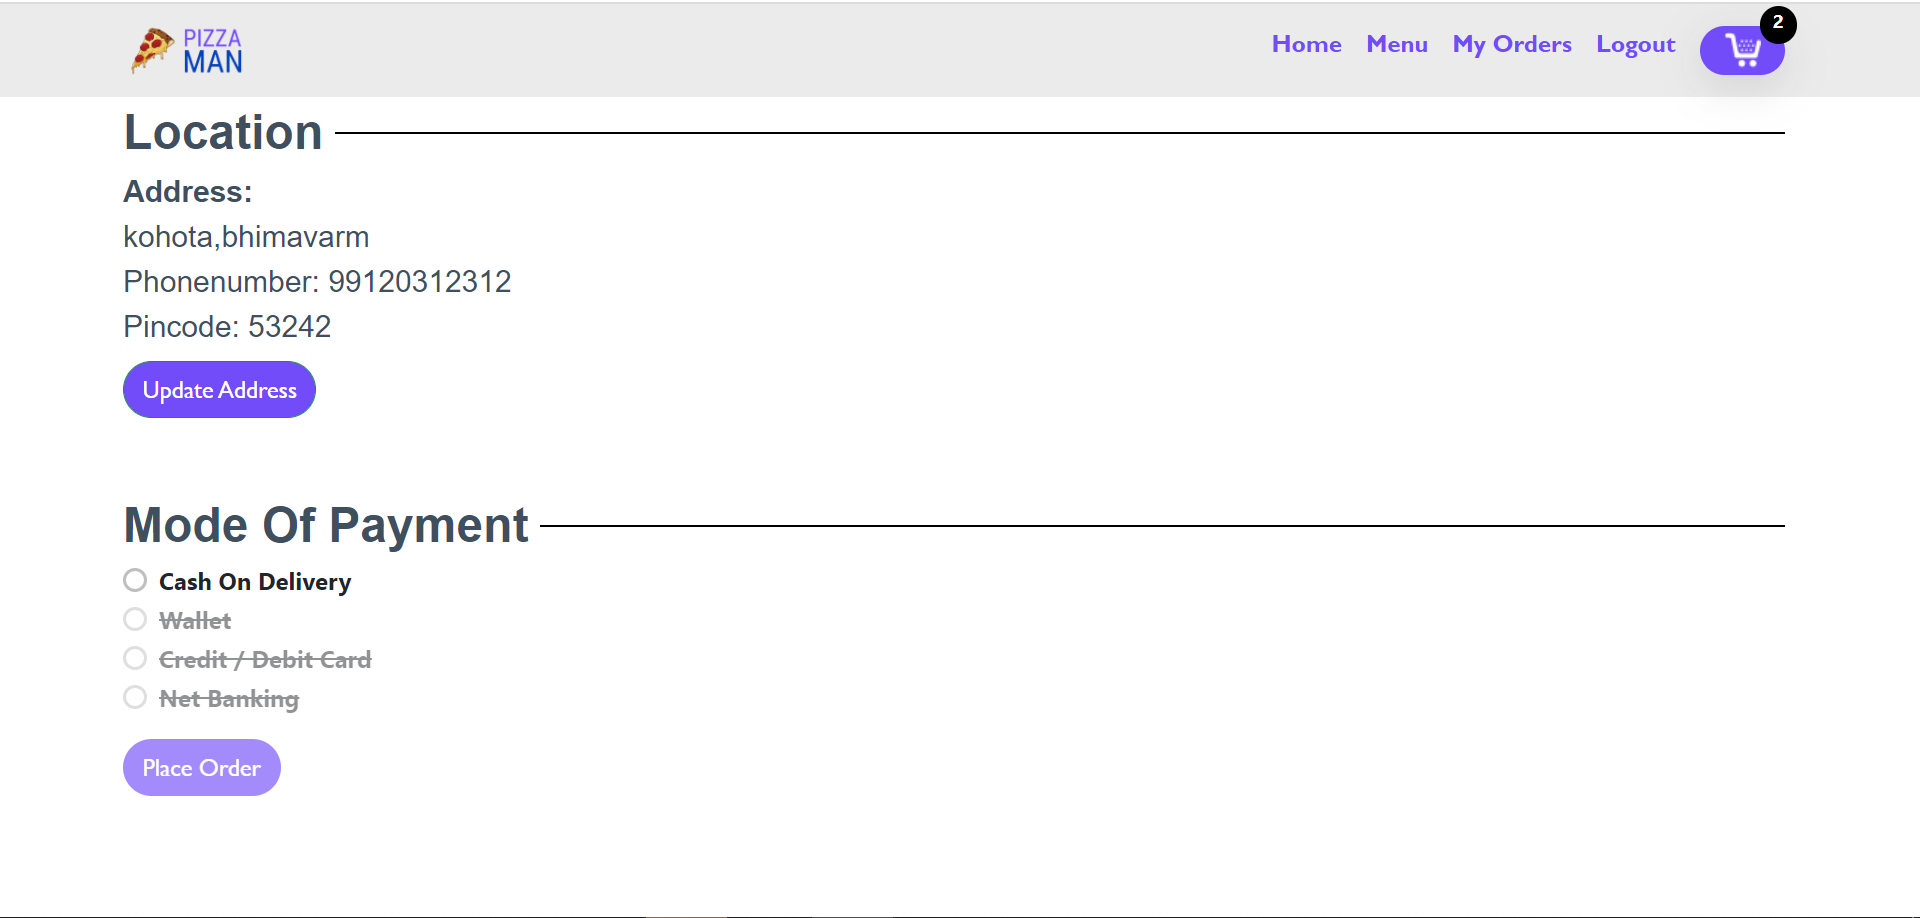 PIZZA
MAN
Home Menu My Orders Logout 2
Location
Address:
kohota,bhimavarm
Phonenumber: 99120312312
Pincode: 53242
Update Address
Mode Of Payment
Cash On Delivery
Wallet
Credit / Debit Card
Net Banking
Place Order